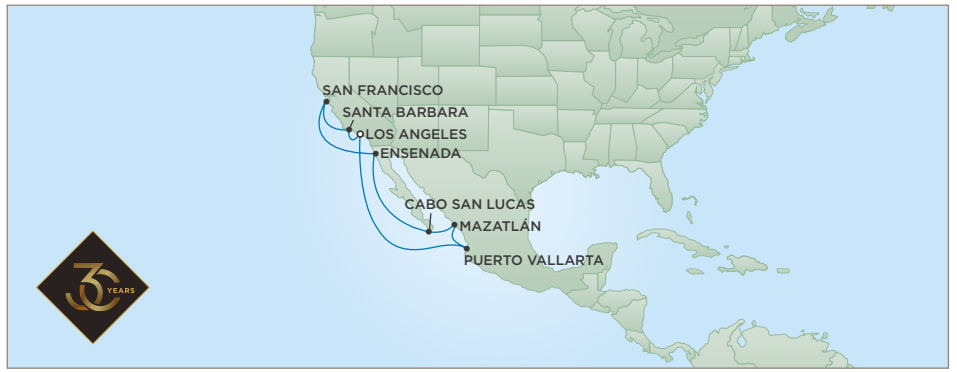 SAN FRANCISCO
SANTA BARBARA
LOS ANGELES
ENSENADA
CABO SAN LUCAS
MAZATLÁN
PUERTO VALLARTA
30
YEARS